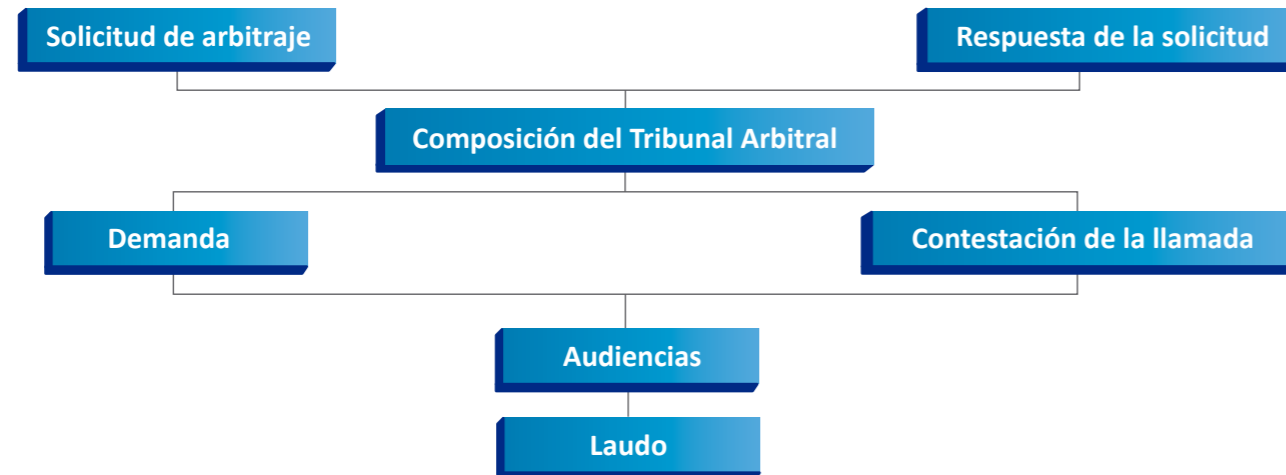 Solicitud de arbitraje
Respuesta de la solicitud
Composición del Tribunal Arbitral
Demanda
Contestación de la llamada
Audiencias
Laudo